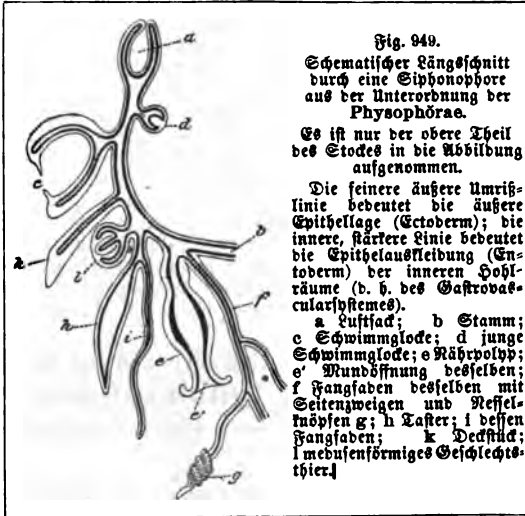 Fig. 949.
Schematischer Längsschnitt
durch eine Siphonophore
aus der Unterordnung der
Physophōrae.
Es ist nur der obere Theil
des Stockes in die Abbildung
aufgenommen.
Die feinere äußere Umriß-
linie bedeutet die äußere
Epithellage (Ectoderm); die
innere, stärkere Linie bedeutet
die Epithelauskleidung (En-
toderm) der inneren Hohl-
räume (d. h. des Gastrovas-
cularsystemes).
a Luftsack; b Stamm;
c Schwimmglocke; d junge
Schwimmglocke; e Nährpolyp;
e' Mundöffnung desselben;
f Fangfaden desselben mit
Seitenzweigen und Nessel-
knöpfen g; h Taster; i dessen
Fangfaden; k Deckstück;
l medusenförmiges Geschlechts-
thier.
a
d
c
b
k
l
h
i
f
e
e'
g